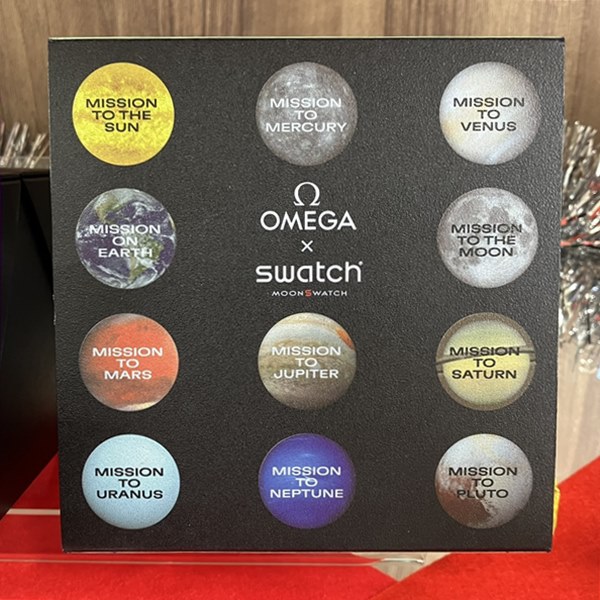 MISSION
TO THE
SUN
MISSION
TO
MERCURY
MISSION
TO
VENUS
MISSION
ON
EARTH
Ω
OMEGA
x
swatch
MOONSWATCH
MISSION
TO THE
MOON
MISSION
TO
MARS
MISSION
TO
JUPITER
MISSION
TO
SATURN
MISSION
TO
URANUS
MISSION
TO
NEPTUNE
MISSION
TO
PLUTO